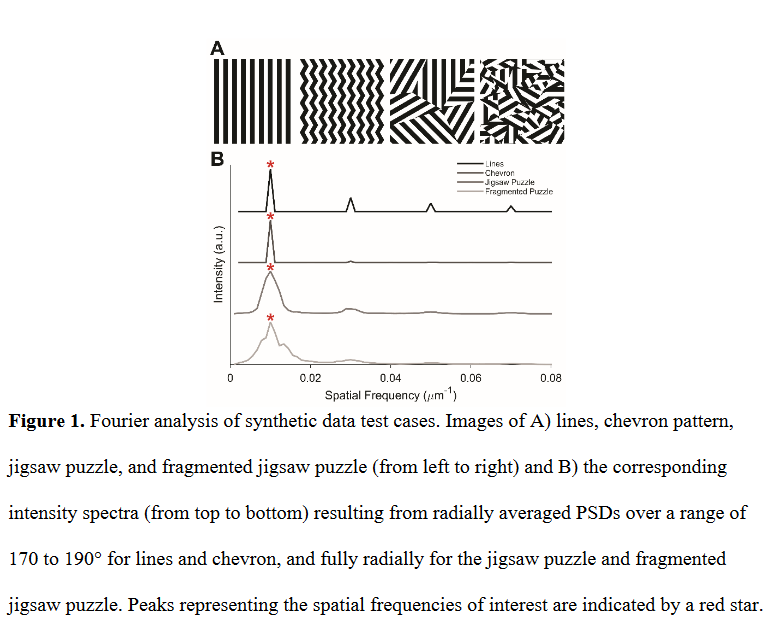 A
B
Lines
Chevron
Jigsaw Puzzle
Fragmented Puzzle
Intensity (a.u.)
0 0.02 0.04 0.06 0.08
Spatial Frequency (μm⁻¹)
Figure 1. Fourier analysis of synthetic data test cases. Images of A) lines, chevron pattern,
jigsaw puzzle, and fragmented jigsaw puzzle (from left to right) and B) the corresponding
intensity spectra (from top to bottom) resulting from radially averaged PSDs over a range of
170 to 190° for lines and chevron, and fully radially for the jigsaw puzzle and fragmented
jigsaw puzzle. Peaks representing the spatial frequencies of interest are indicated by a red star.